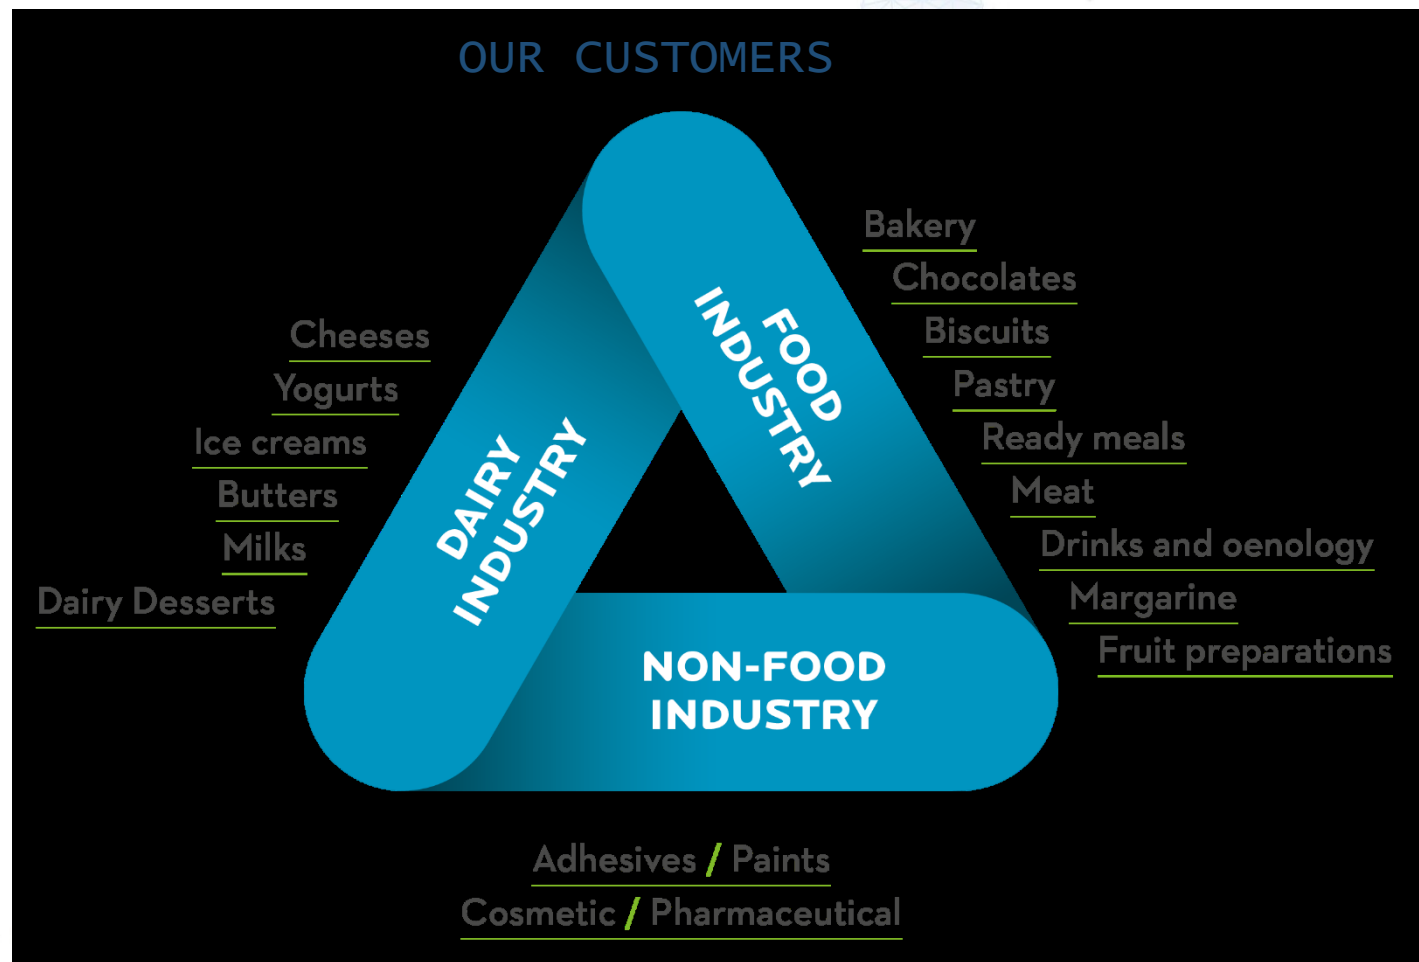 OUR CUSTOMERS
DAIRY
INDUSTRY
Cheeses
Yogurts
Ice creams
Butters
Milks
Dairy Desserts
FOOD
INDUSTRY
Bakery
Chocolates
Biscuits
Pastry
Ready meals
Meat
Drinks and oenology
Margarine
Fruit preparations
NON-FOOD
INDUSTRY
Adhesives / Paints
Cosmetic / Pharmaceutical